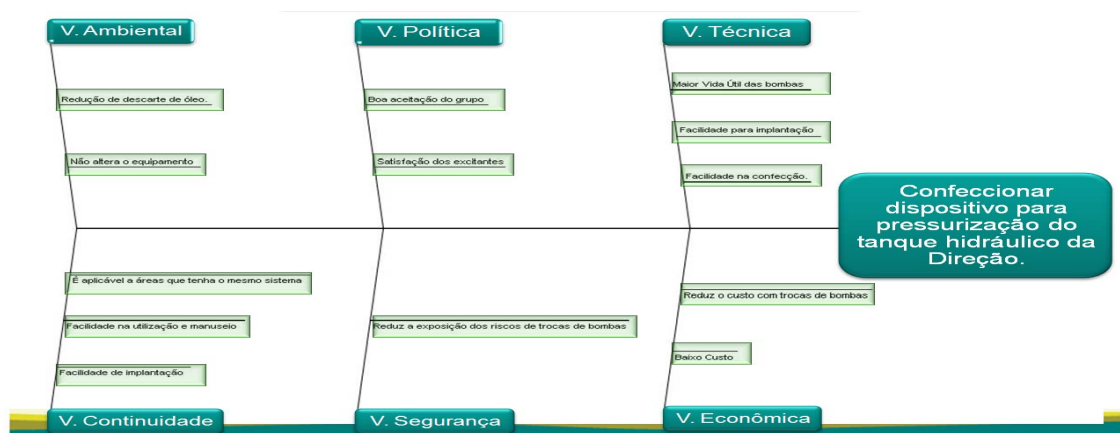 V. Ambiental
V. Política
V. Técnica
Redução de descarte de óleo.
Não altera o equipamento
Boa aceitação do grupo
Satisfação dos excitantes
Maior Vida Útil das bombas
Facilidade para implantação
Facilidade na confecção.
Confeccionar
dispositivo para
pressurização do
tanque hidráulico da
Direção.
É aplicável a áreas que tenha o mesmo sistema
Facilidade na utilização e manuseio
Facilidade de implantação
Reduz a exposição dos riscos de trocas de bombas
Reduz o custo com trocas de bombas
Baixo Custo
V. Continuidade
V. Segurança
V. Econômica